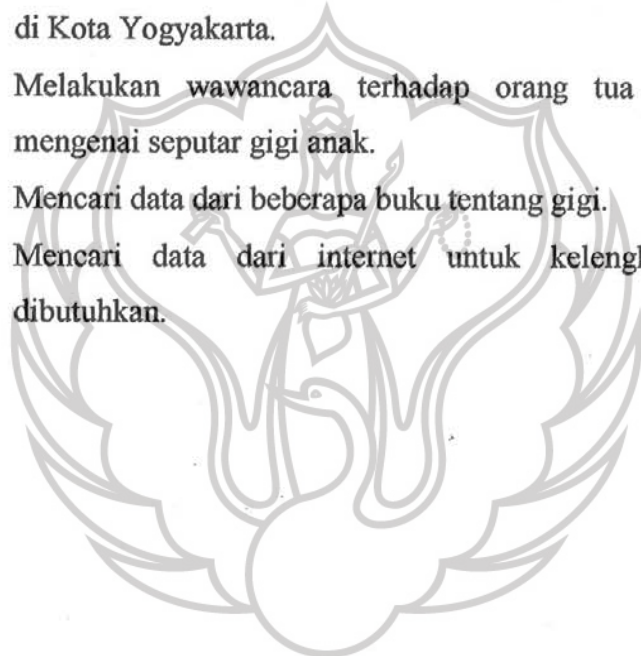 di Kota Yogyakarta.
Melakukan wawancara terhadap orang tua
mengenai seputar gigi anak.
Mencari data dari beberapa buku tentang gigi.
Mencari data dari internet untuk
dibutuhkan.